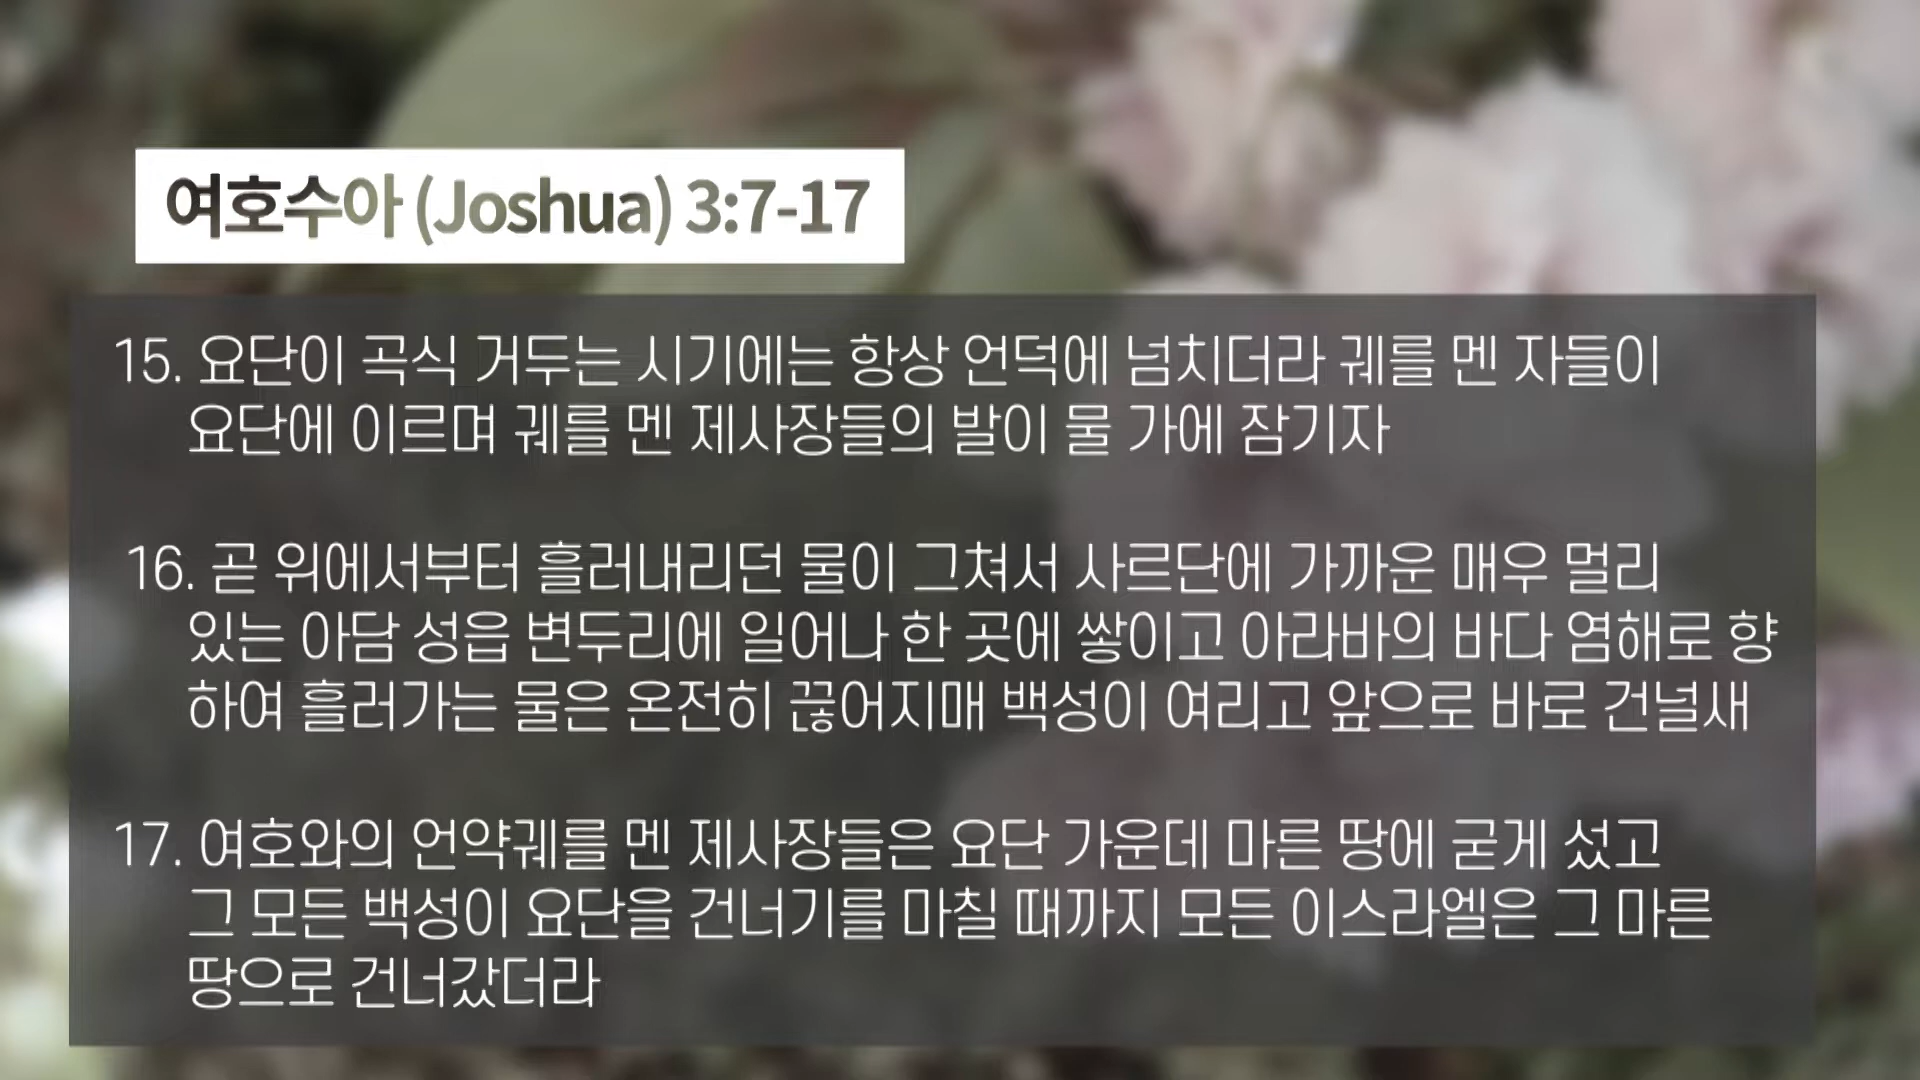 여호수아 (Joshua) 3:7-17
15. 요단이 곡식 거두는 시기에는 항상 언덕에 넘치더라 궤를 멘 자들이
요단에 이르며 궤를 멘 제사장들의 발이 물 가에 잠기자
16. 곧 위에서부터 흘러내리던 물이 그쳐서 사르단에 가까운 매우 멀리
있는 아담 성읍 변두리에 일어나 한 곳에 쌓이고 아라바의 바다 염해로 향
하여 흘러가는 물은 온전히 끊어지매 백성이 여리고 앞으로 바로 건널새
17. 여호와의 언약궤를 멘 제사장들은 요단 가운데 마른 땅에 굳게 섰고
그 모든 백성이 요단을 건너기를 마칠 때까지 모든 이스라엘은 그 마른
땅으로 건너갔더라